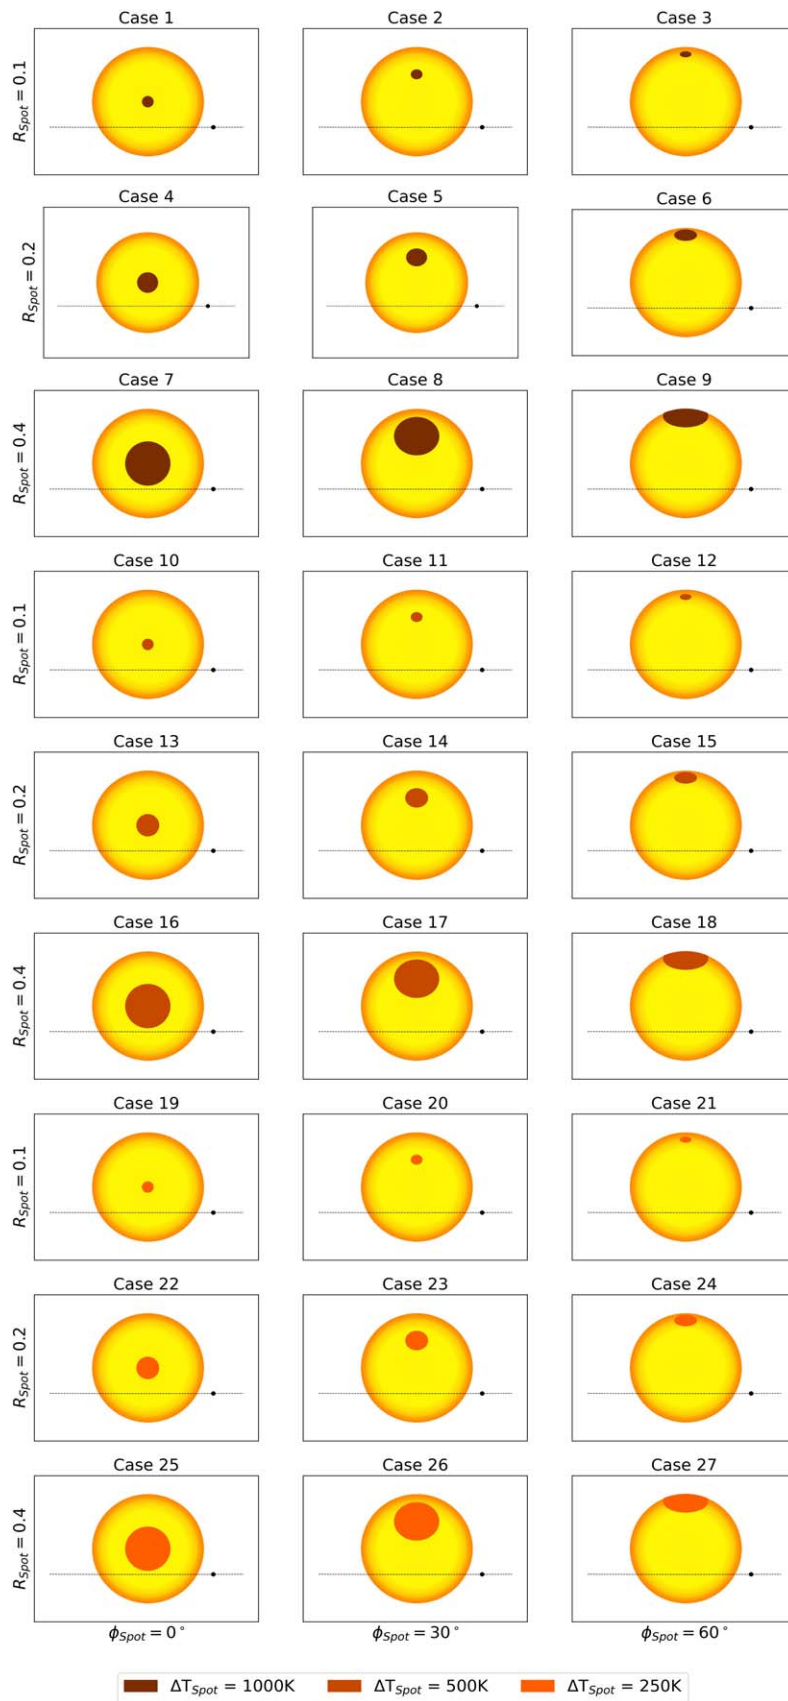 Case 1 Case 2 Case 3
R_Spot = 0.1
Case 4 Case 5 Case 6
R_Spot = 0.2
Case 7 Case 8 Case 9
R_Spot = 0.4
Case 10 Case 11 Case 12
R_Spot = 0.1
Case 13 Case 14 Case 15
R_Spot = 0.2
Case 16 Case 17 Case 18
R_Spot = 0.4
Case 19 Case 20 Case 21
R_Spot = 0.1
Case 22 Case 23 Case 24
R_Spot = 0.2
Case 25 Case 26 Case 27
R_Spot = 0.4
ϕ_Spot = 0° ϕ_Spot = 30° ϕ_Spot = 60°
ΔT_Spot = 1000K ΔT_Spot = 500K ΔT_Spot = 250K